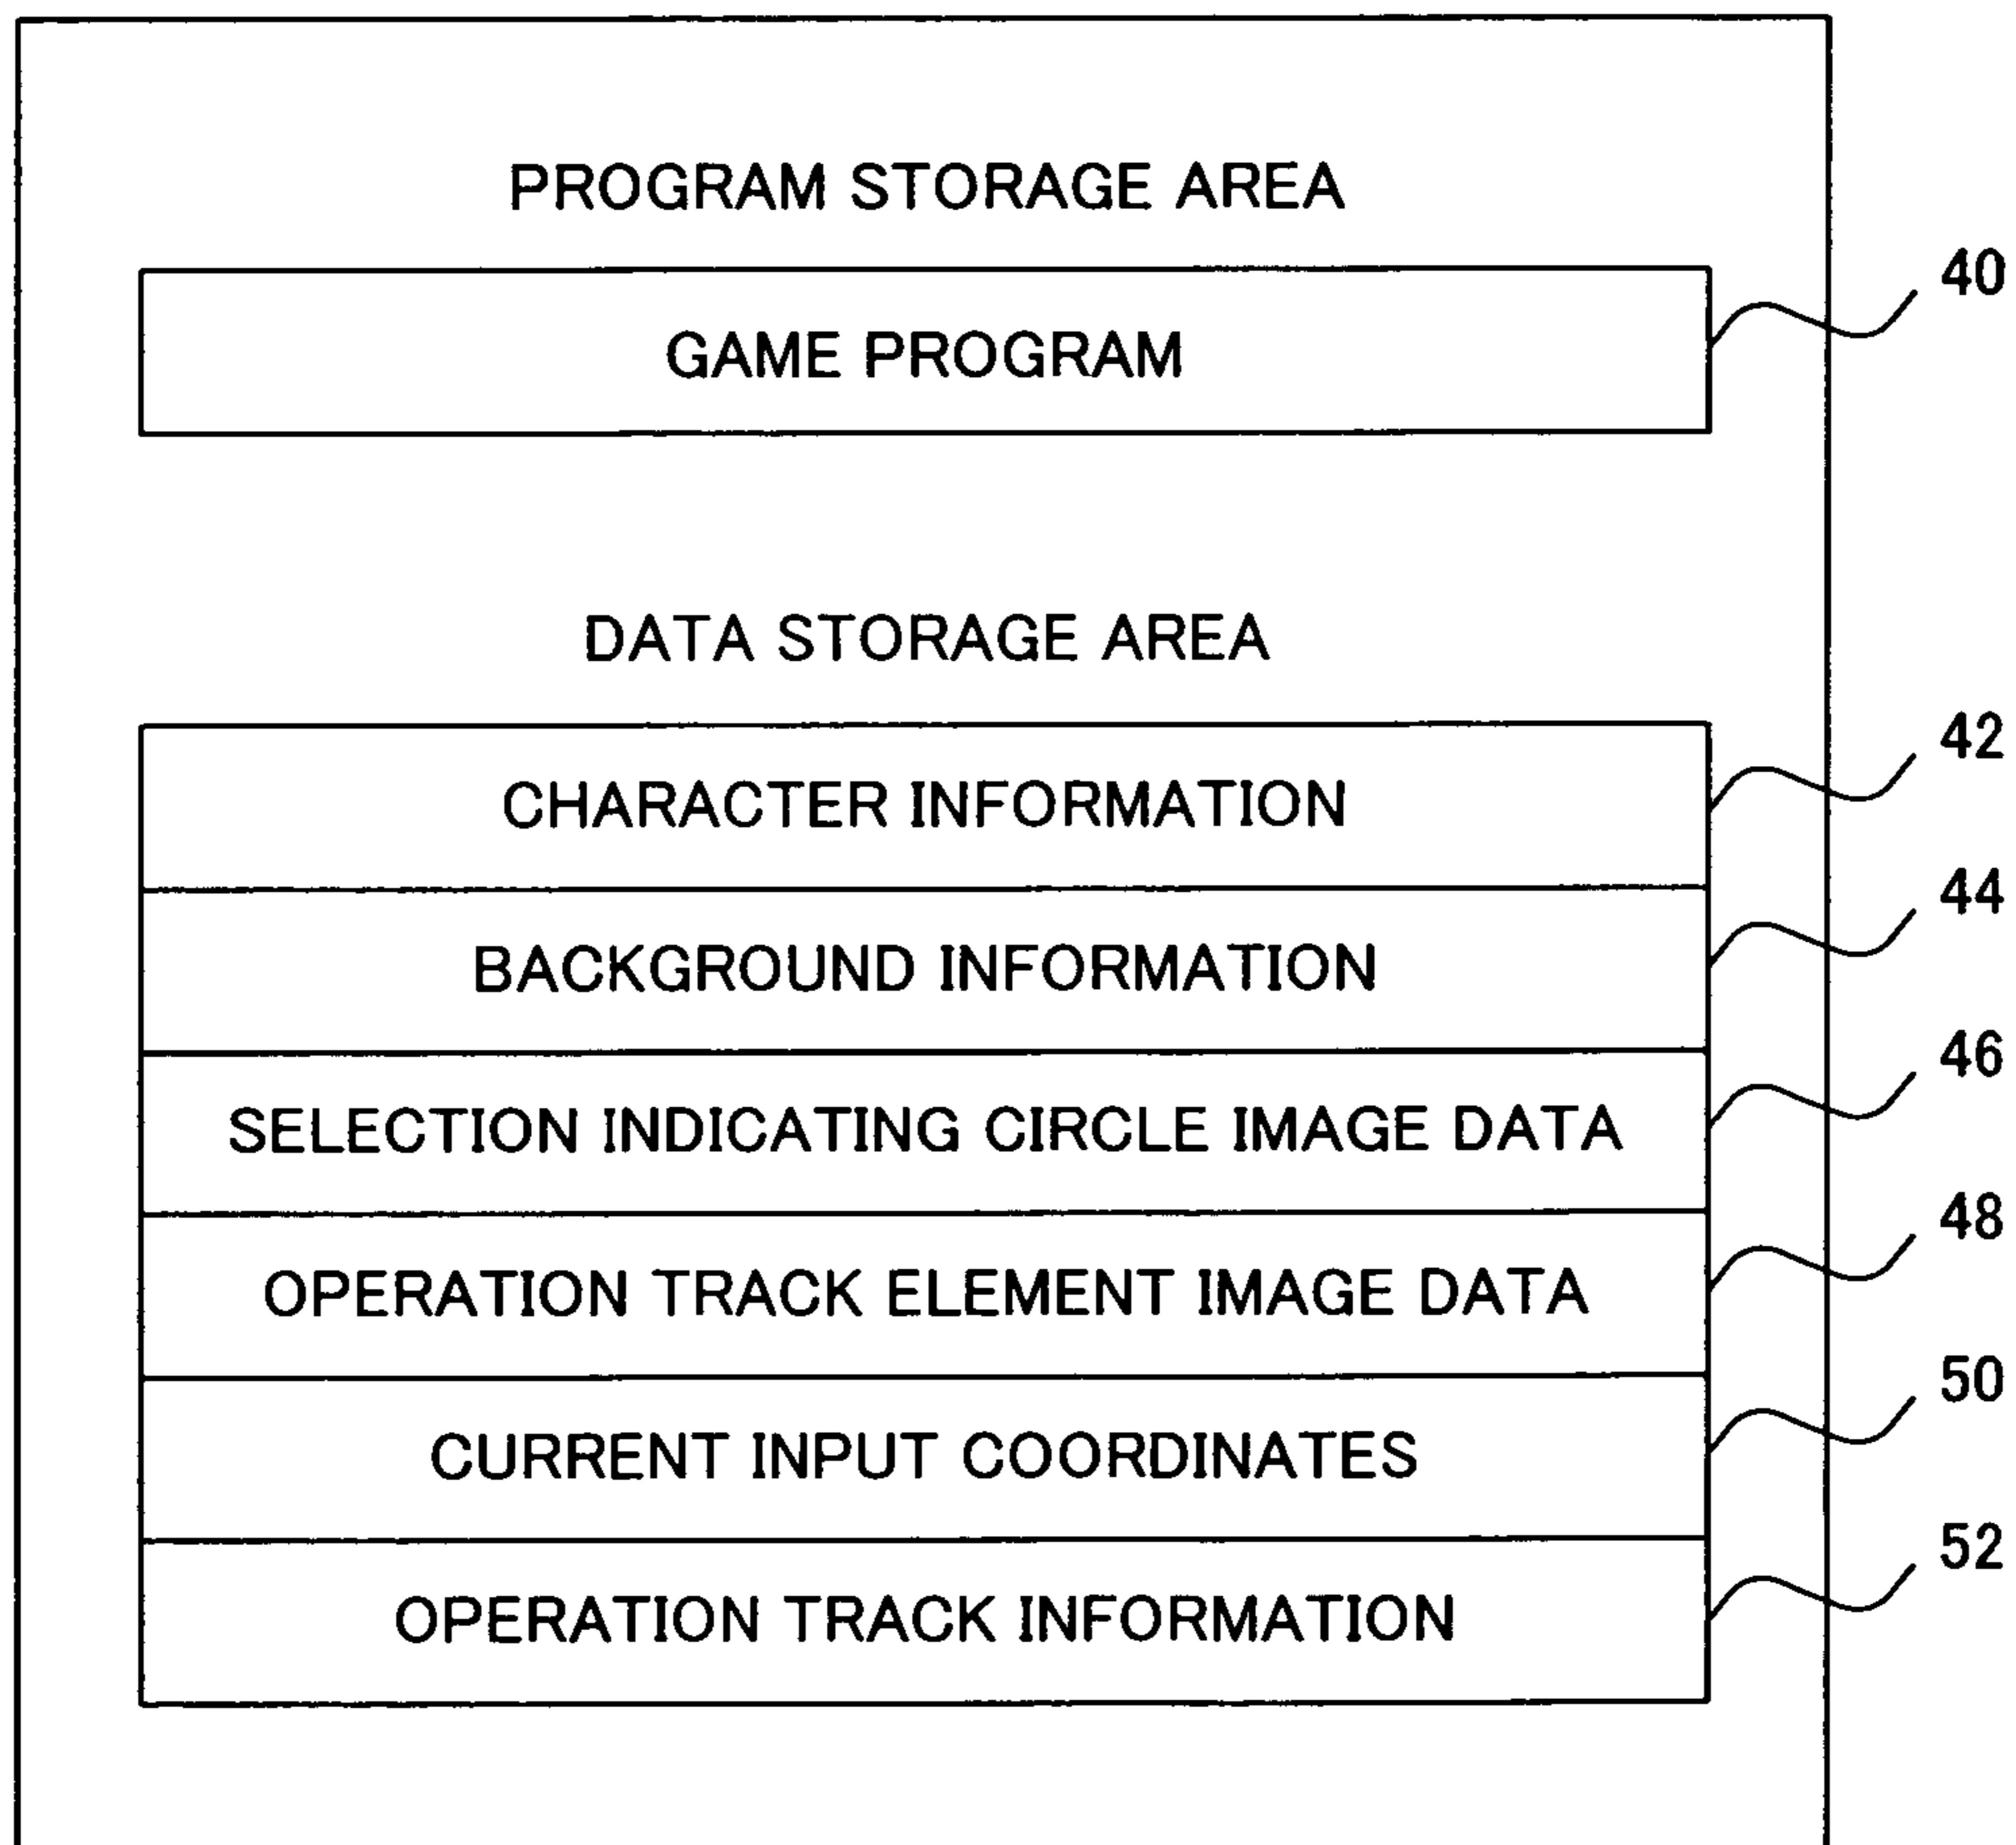 PROGRAM STORAGE AREA
GAME PROGRAM
40
DATA STORAGE AREA
CHARACTER INFORMATION
42
BACKGROUND INFORMATION
44
SELECTION INDICATING CIRCLE IMAGE DATA
46
OPERATION TRACK ELEMENT IMAGE DATA
48
CURRENT INPUT COORDINATES
50
OPERATION TRACK INFORMATION
52